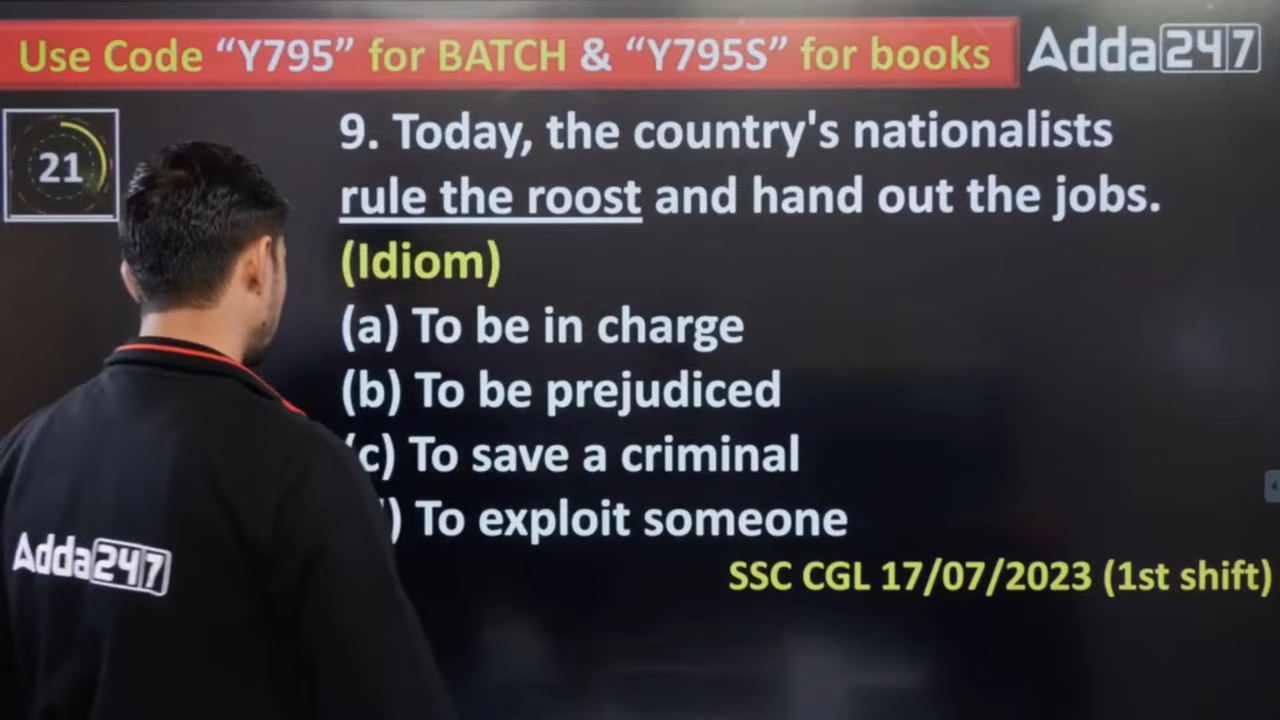 Use Code “Y795” for BATCH & “Y795S” for books
Adda247
21
9. Today, the country's nationalists
rule the roost and hand out the jobs.
(Idiom)
(a) To be in charge
(b) To be prejudiced
(c) To save a criminal
) To exploit someone
SSC CGL 17/07/2023 (1st shift)
Adda247